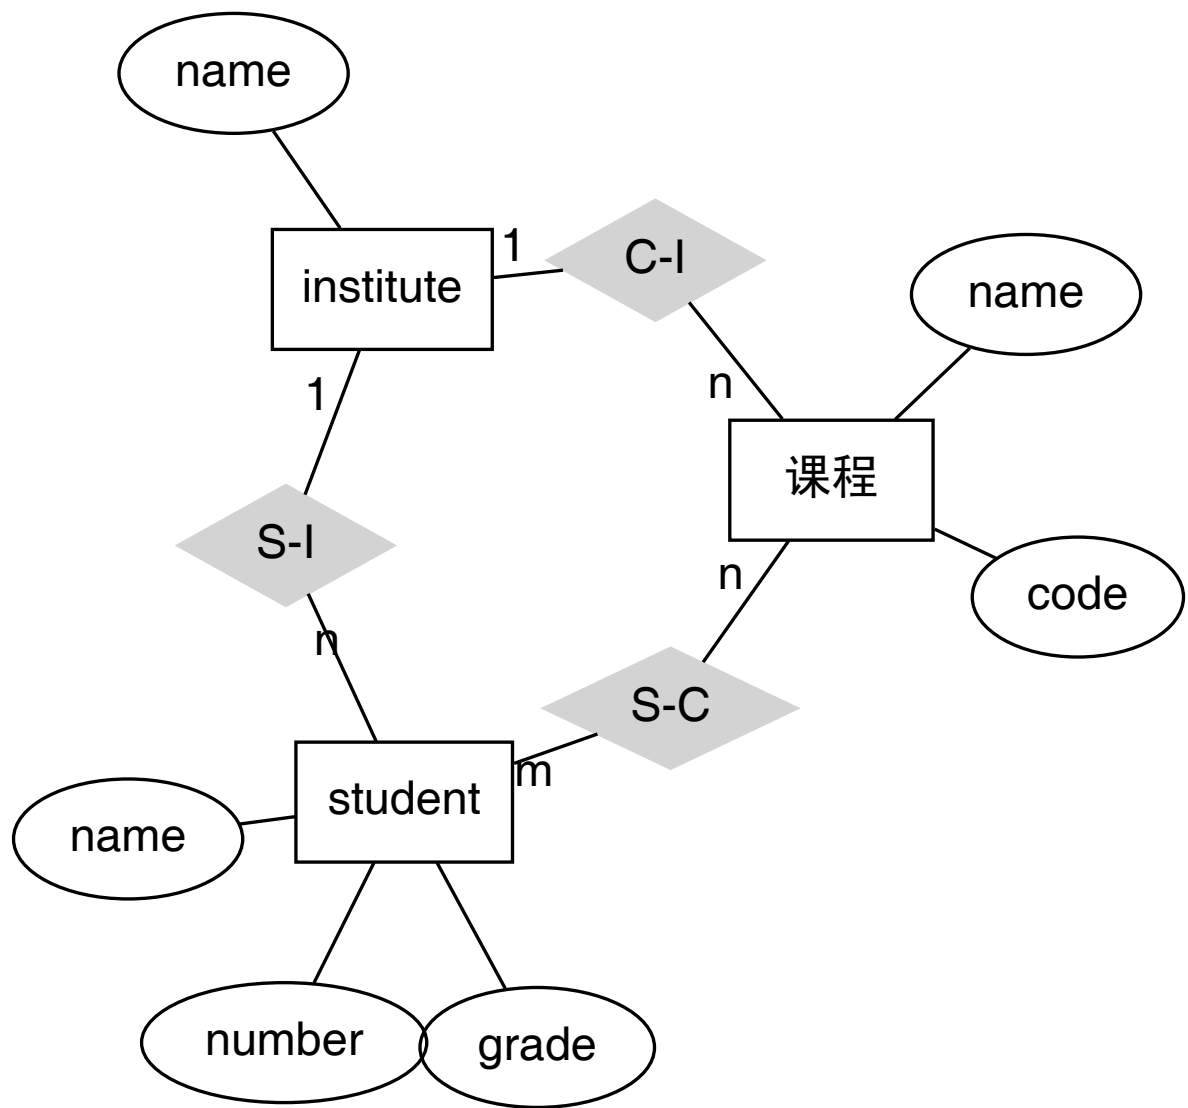 name
1
C-I
institute
name
1
n
课程
S-I
n
code
n
S-C
m
student
name
number
grade